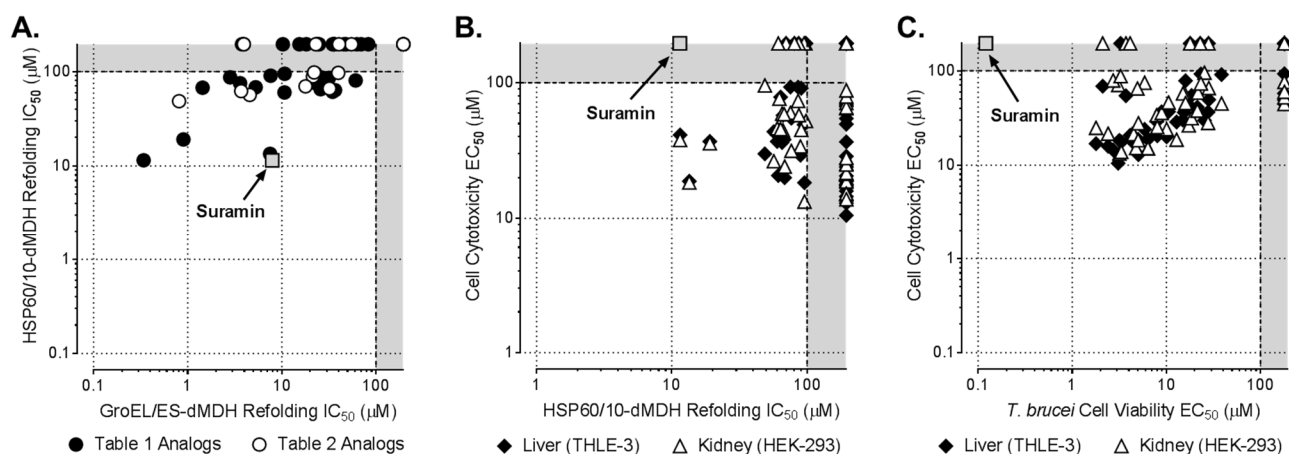 A.
HSP60/10-dMDH Refolding IC50 (μM)
100
10
1
0.1
Suramin
0.1 1 10 100
GroEL/ES-dMDH Refolding IC50 (μM)
Table 1 Analogs Table 2 Analogs
B.
Cell Cytotoxicity EC50 (μM)
100
10
1
Suramin
1 10 100
HSP60/10-dMDH Refolding IC50 (μM)
Liver (THLE-3) Kidney (HEK-293)
C.
Cell Cytotoxicity EC50 (μM)
100
10
1
0.1
Suramin
0.1 1 10 100
T. brucei Cell Viability EC50 (μM)
Liver (THLE-3) Kidney (HEK-293)